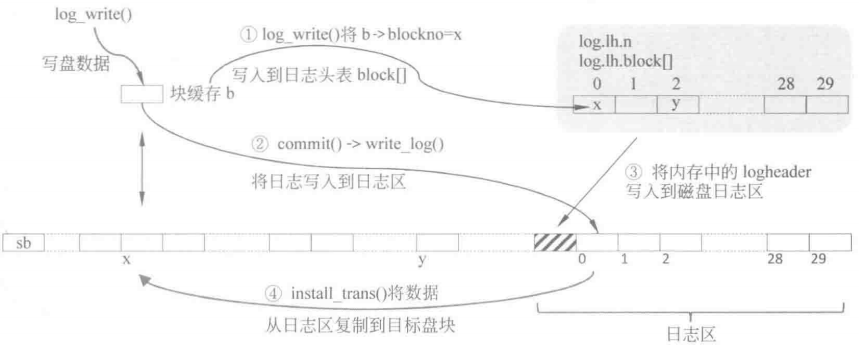 log_write()
写盘数据
块缓存 b
① log_write()将 b->blockno=x
写入到日志头表 block[]
log.lh.n
log.lh.block[]
0 1 2 28 29
x y
② commit() -> write_log()
将日志写入到日志区
③ 将内存中的 logheader
写入到磁盘日志区
sb
x y 0 1 2 28 29
④ install_trans()将数据
从日志区复制到目标盘块
日志区